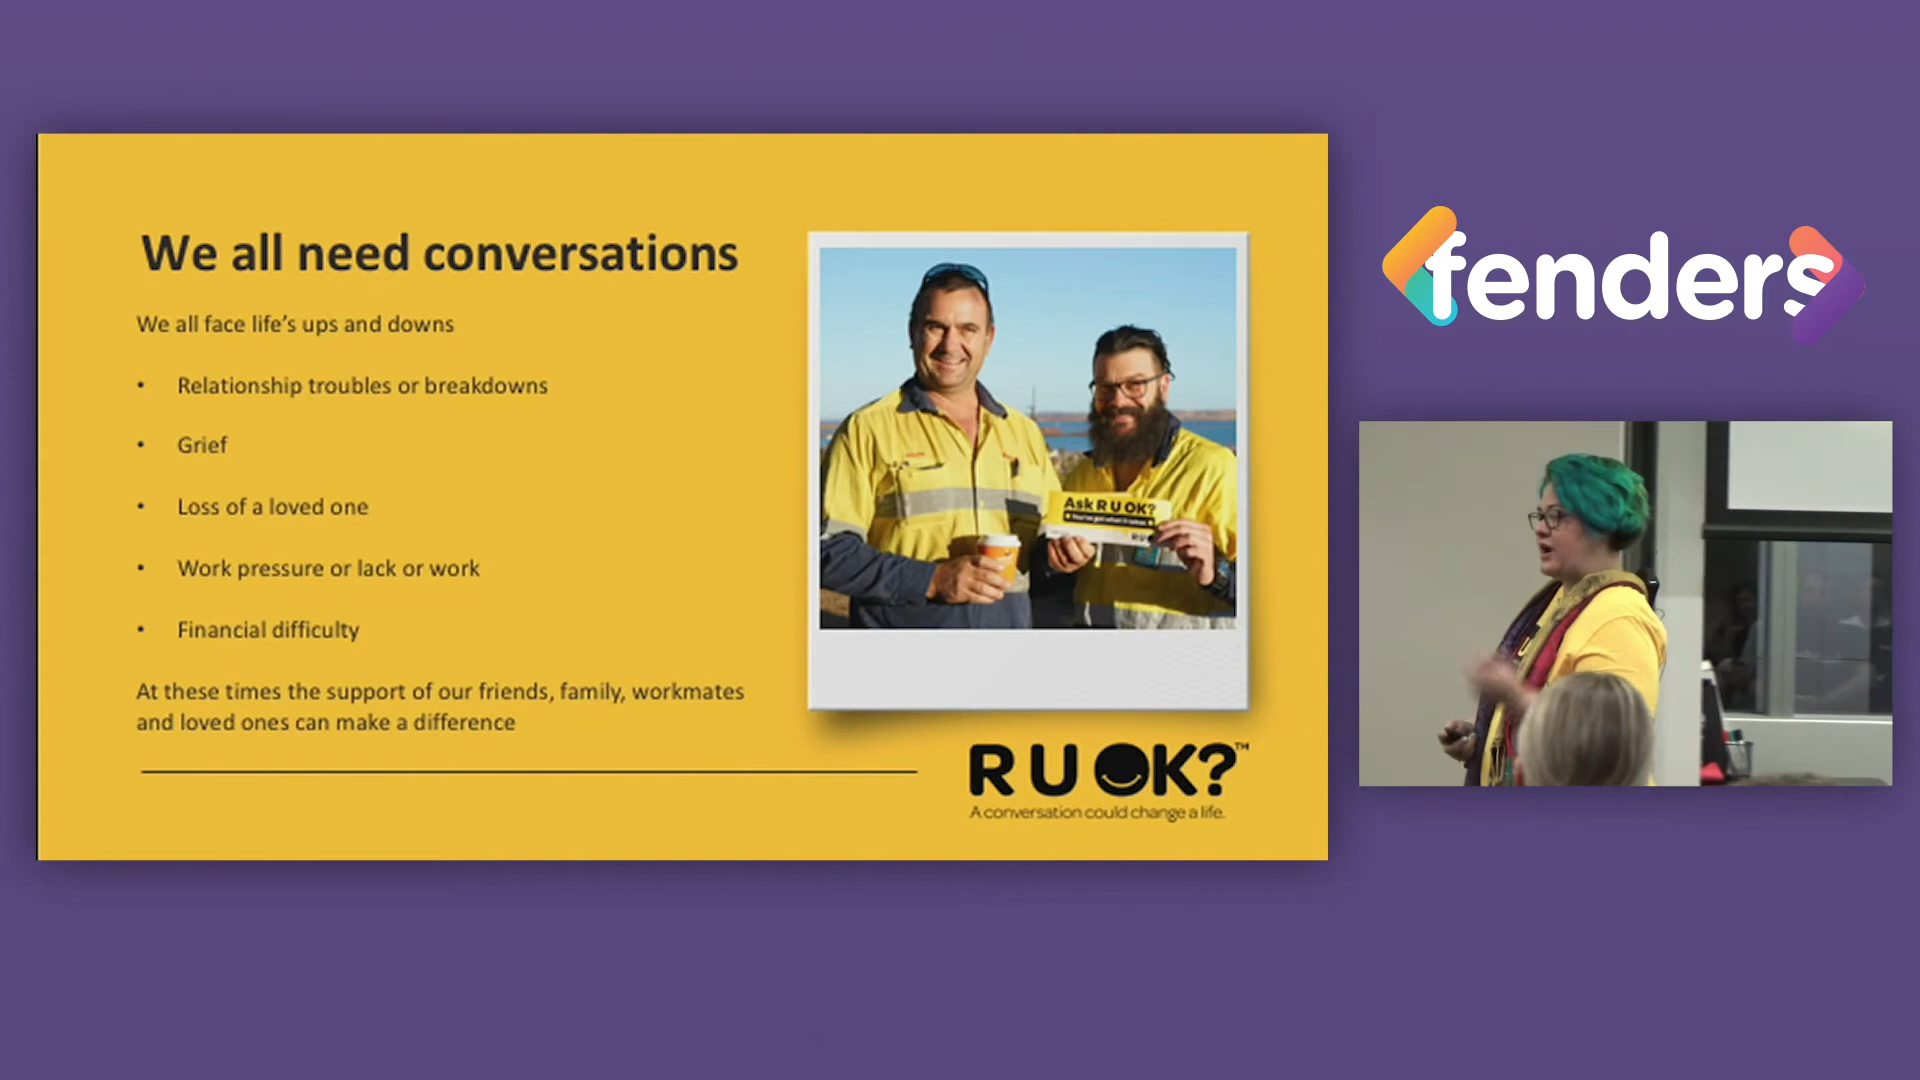 We all need conversations
We all face life's ups and downs
• Relationship troubles or breakdowns
• Grief
• Loss of a loved one
• Work pressure or lack or work
• Financial difficulty
At these times the support of our friends, family, workmates
and loved ones can make a difference
Ask R U OK?
R U OK?™
A conversation could change a life.
fenders